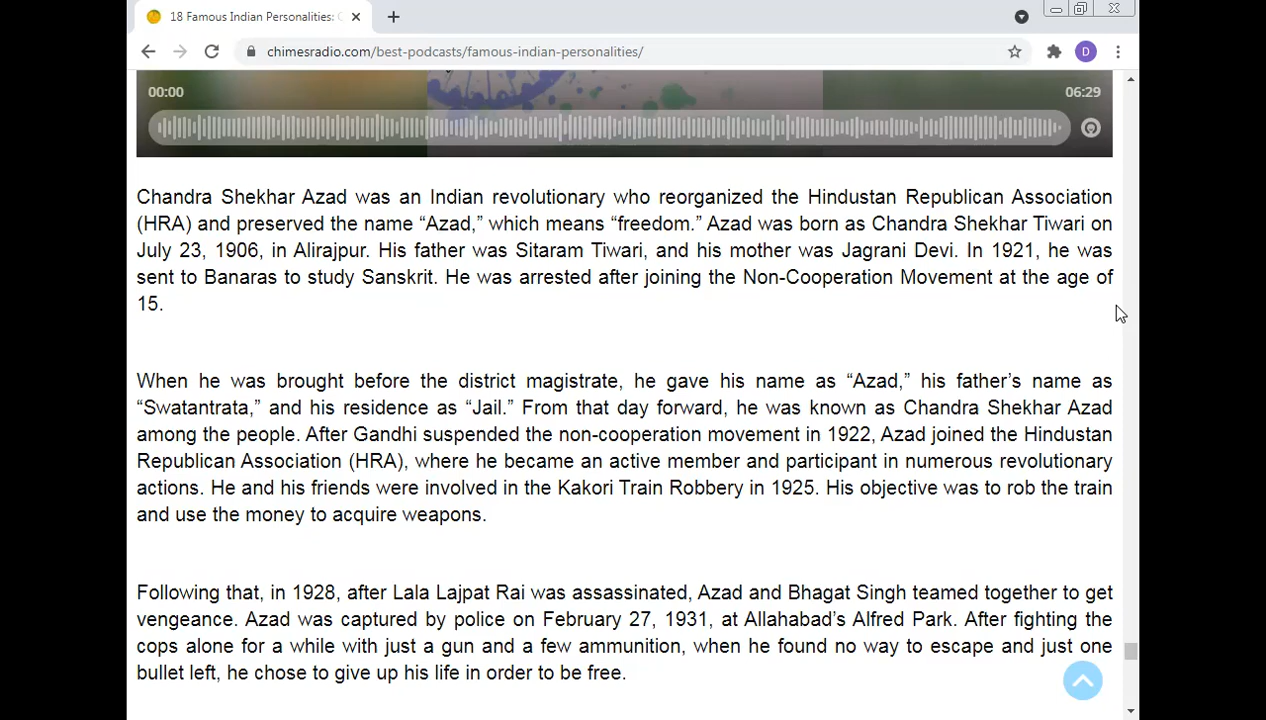 18 Famous Indian Personalities:
chimesradio.com/best-podcasts/famous-indian-personalities/
D
00:00
06:29
Chandra Shekhar Azad was an Indian revolutionary who reorganized the Hindustan Republican Association
(HRA) and preserved the name “Azad,” which means “freedom.” Azad was born as Chandra Shekhar Tiwari on
July 23, 1906, in Alirajpur. His father was Sitaram Tiwari, and his mother was Jagrani Devi. In 1921, he was
sent to Banaras to study Sanskrit. He was arrested after joining the Non-Cooperation Movement at the age of
15.
When he was brought before the district magistrate, he gave his name as “Azad,” his father’s name as
“Swatantrata,” and his residence as “Jail.” From that day forward, he was known as Chandra Shekhar Azad
among the people. After Gandhi suspended the non-cooperation movement in 1922, Azad joined the Hindustan
Republican Association (HRA), where he became an active member and participant in numerous revolutionary
actions. He and his friends were involved in the Kakori Train Robbery in 1925. His objective was to rob the train
and use the money to acquire weapons.
Following that, in 1928, after Lala Lajpat Rai was assassinated, Azad and Bhagat Singh teamed together to get
vengeance. Azad was captured by police on February 27, 1931, at Allahabad’s Alfred Park. After fighting the
cops alone for a while with just a gun and a few ammunition, when he found no way to escape and just one
bullet left, he chose to give up his life in order to be free.